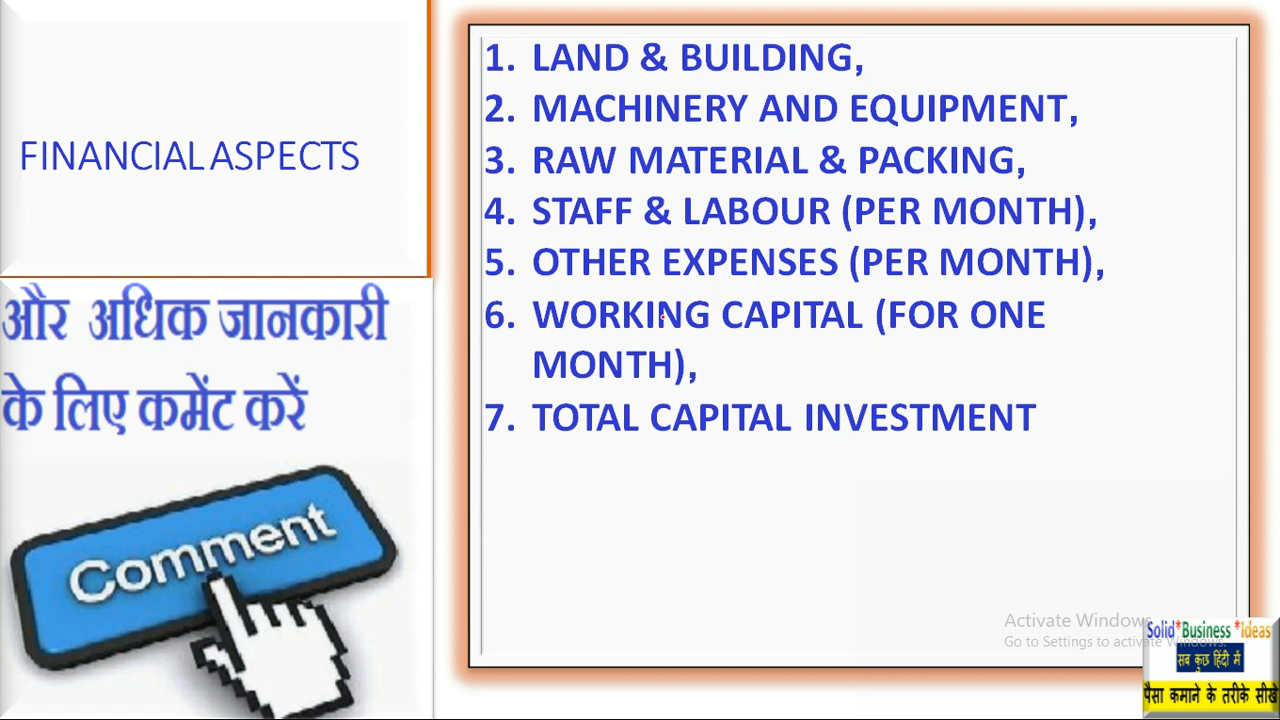 FINANCIAL ASPECTS
1. LAND & BUILDING,
2. MACHINERY AND EQUIPMENT,
3. RAW MATERIAL & PACKING,
4. STAFF & LABOUR (PER MONTH),
5. OTHER EXPENSES (PER MONTH),
6. WORKING CAPITAL (FOR ONE
MONTH),
7. TOTAL CAPITAL INVESTMENT
और अधिक जानकारी
के लिए कमेंट करें
Comment
Activate Windows
Go to Settings to activate Windows.
Solid*Business *Ideas
सब कुछ हिंदी में
पैसा कमाने के तरीके सीखे